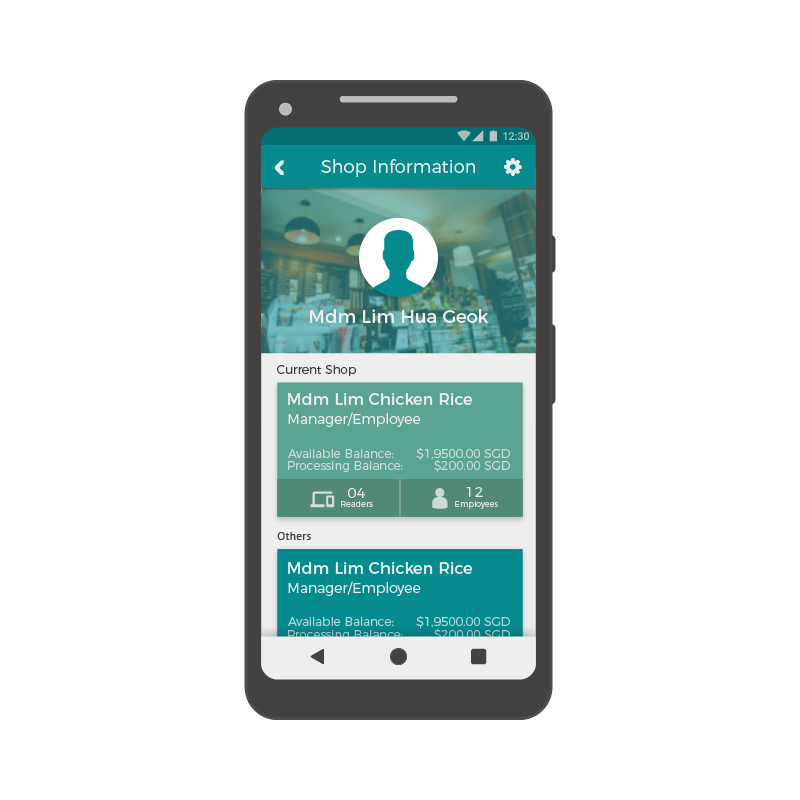 12:30
Shop Information
Mdm Lim Hua Geok
Current Shop
Mdm Lim Chicken Rice
Manager/Employee
Available Balance: $1,9500.00 SGD
Processing Balance: $200.00 SGD
04
Readers
12
Employees
Others
Mdm Lim Chicken Rice
Manager/Employee
Available Balance: $1,9500.00 SGD
Processing Balance: $200.00 SGD